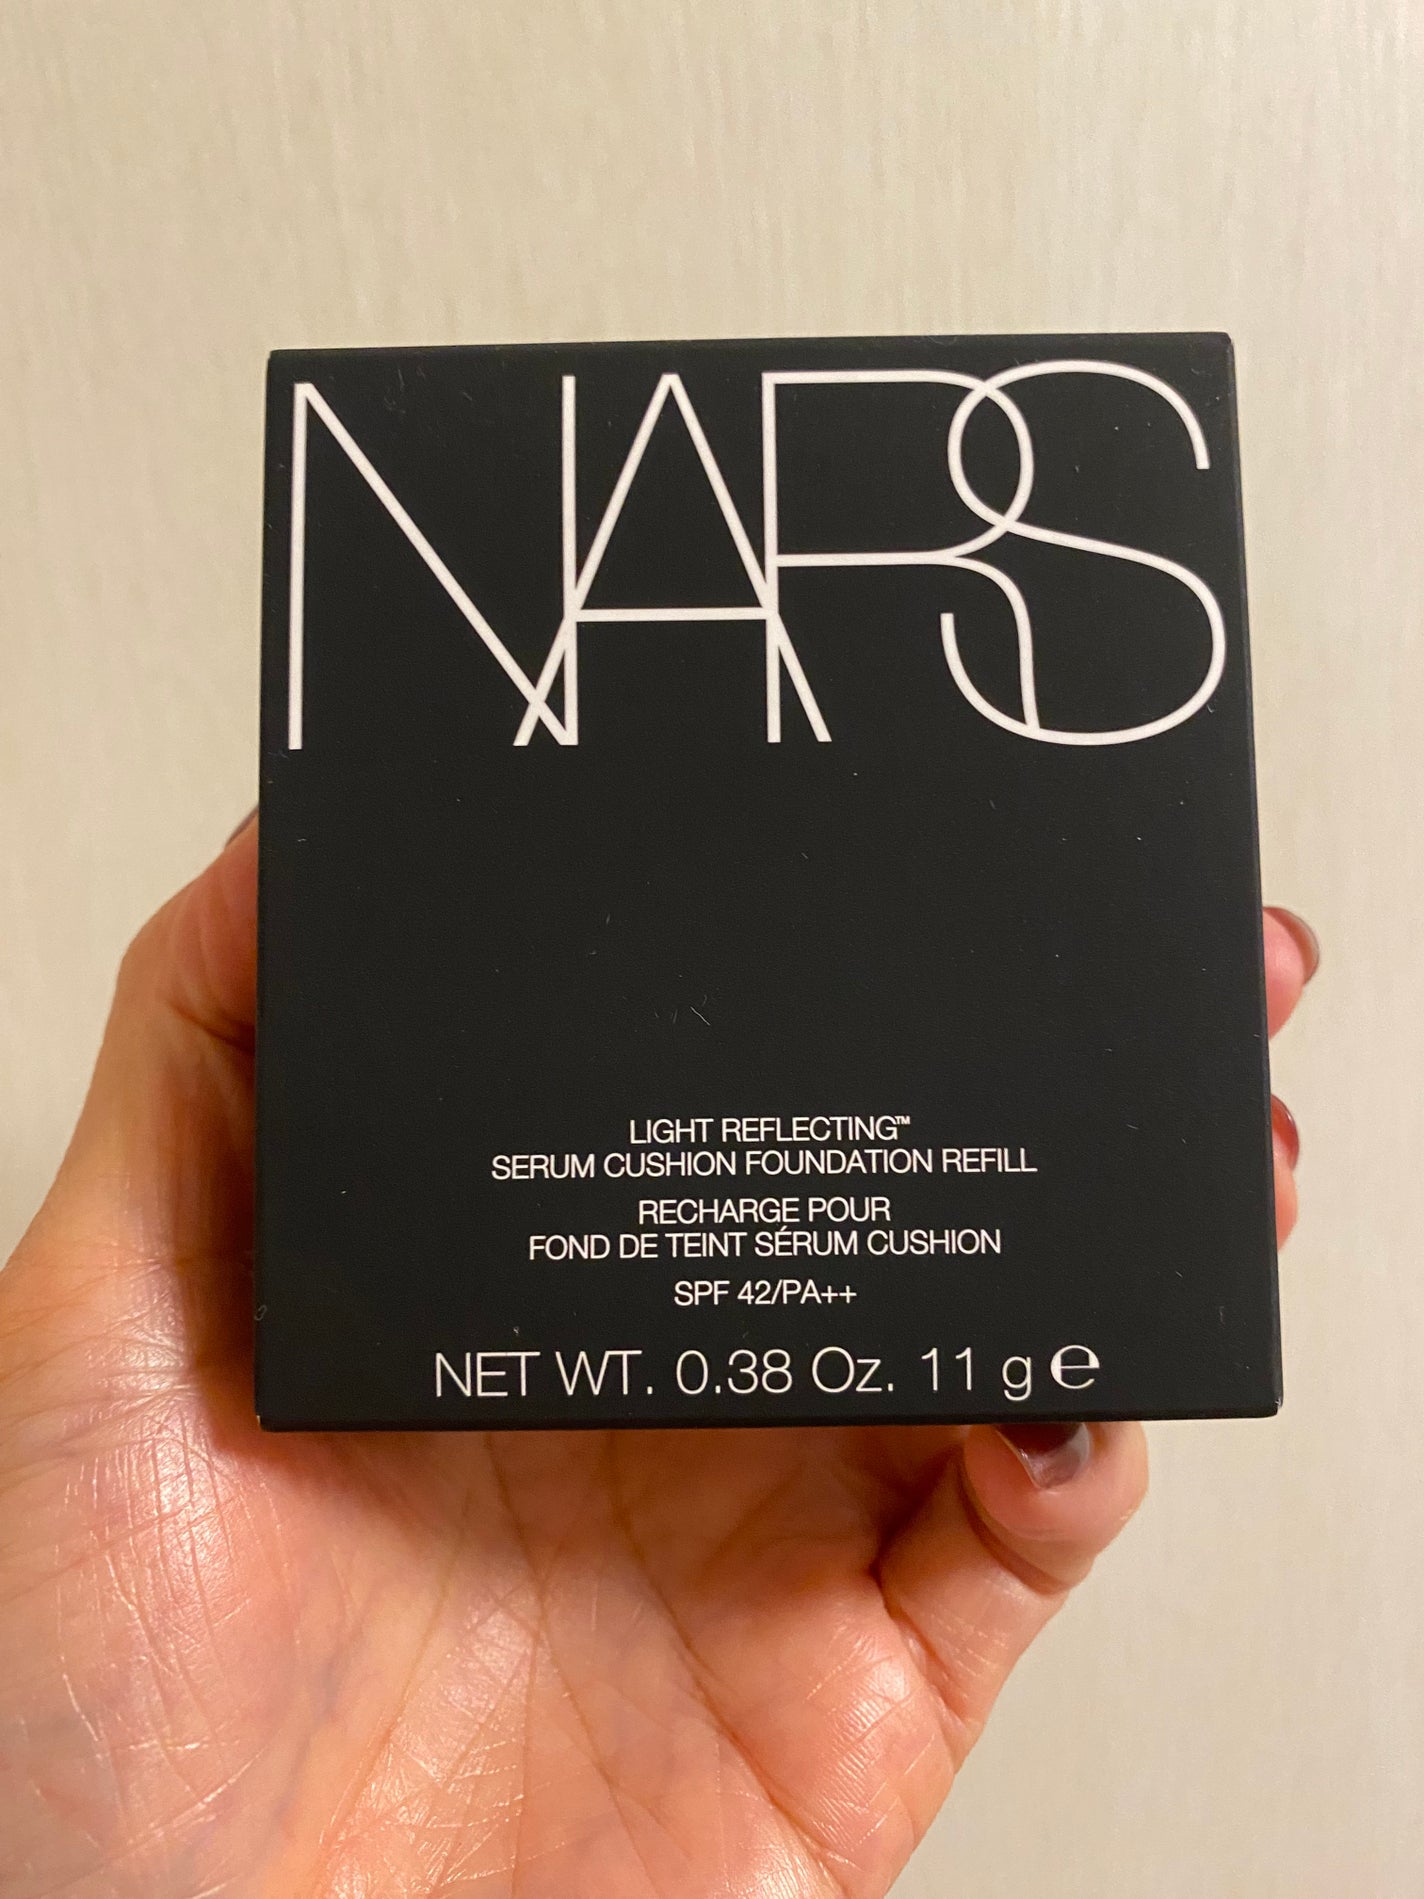 NARS
LIGHT REFLECTING™
SERUM CUSHION FOUNDATION REFILL
RECHARGE POUR
FOND DE TEINT SÉRUM CUSHION
SPF 42/PA++
NET WT. 0.38 Oz. 11 g ℮